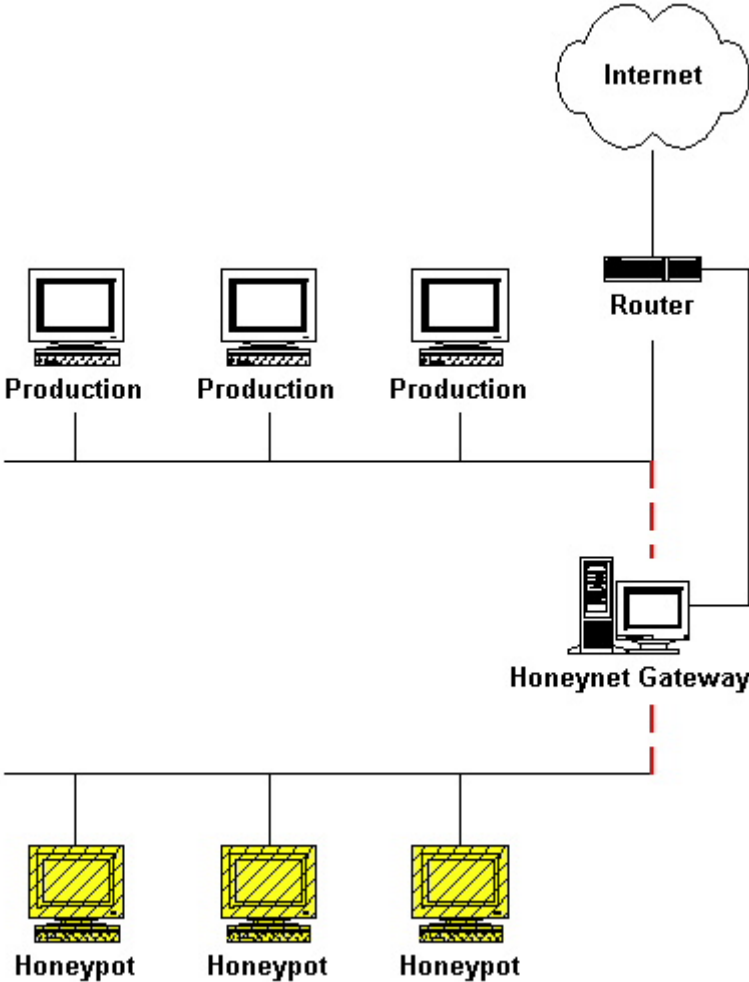 Internet
Router
Production
Production
Production
Honeynet Gateway
Honeypot
Honeypot
Honeypot